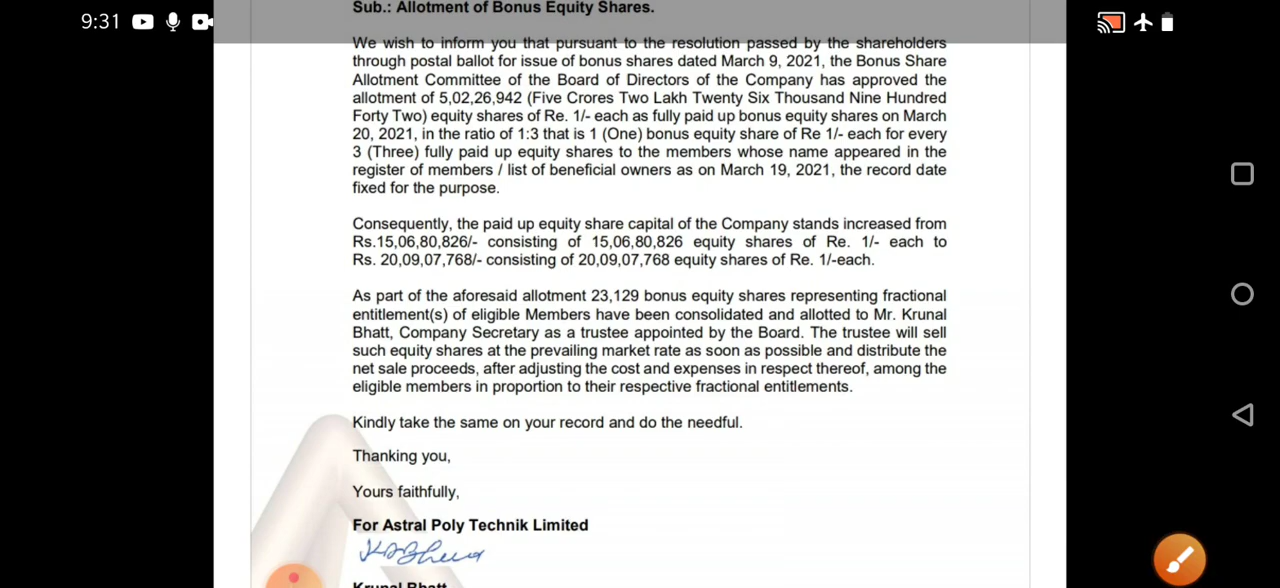 9:31
Sub.: Allotment of Bonus Equity Shares.
We wish to inform you that pursuant to the resolution passed by the shareholders
through postal ballot for issue of bonus shares dated March 9, 2021, the Bonus Share
Allotment Committee of the Board of Directors of the Company has approved the
allotment of 5,02,26,942 (Five Crores Two Lakh Twenty Six Thousand Nine Hundred
Forty Two) equity shares of Re. 1/- each as fully paid up bonus equity shares on March
20, 2021, in the ratio of 1:3 that is 1 (One) bonus equity share of Re 1/- each for every
3 (Three) fully paid up equity shares to the members whose name appeared in the
register of members / list of beneficial owners as on March 19, 2021, the record date
fixed for the purpose.
Consequently, the paid up equity share capital of the Company stands increased from
Rs.15,06,80,826/- consisting of 15,06,80,826 equity shares of Re. 1/- each to
Rs. 20,09,07,768/- consisting of 20,09,07,768 equity shares of Re. 1/-each.
As part of the aforesaid allotment 23,129 bonus equity shares representing fractional
entitlement(s) of eligible Members have been consolidated and allotted to Mr. Krunal
Bhatt, Company Secretary as a trustee appointed by the Board. The trustee will sell
such equity shares at the prevailing market rate as soon as possible and distribute the
net sale proceeds, after adjusting the cost and expenses in respect thereof, among the
eligible members in proportion to their respective fractional entitlements.
Kindly take the same on your record and do the needful.
Thanking you,
Yours faithfully,
For Astral Poly Technik Limited
Krunal Bhatt